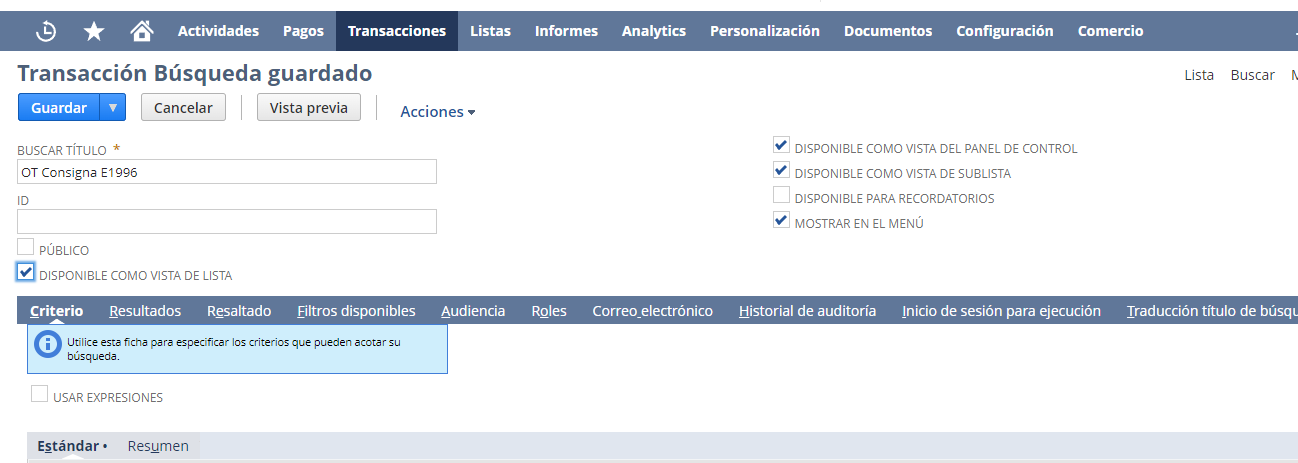 Actividades Pagos Transacciones Listas Informes Analytics Personalización Documentos Configuración Comercio
Transacción Búsqueda guardado
Lista Buscar
Guardar Cancelar Vista previa Acciones
BUSCAR TÍTULO *
OT Consigna E1996
ID
PÚBLICO
DISPONIBLE COMO VISTA DE LISTA
DISPONIBLE COMO VISTA DEL PANEL DE CONTROL
DISPONIBLE COMO VISTA DE SUBLISTA
DISPONIBLE PARA RECORDATORIOS
MOSTRAR EN EL MENÚ
Criterio Resultados Resaltado Filtros disponibles Audiencia Roles Correo electrónico Historial de auditoría Inicio de sesión para ejecución Traducción título de búsqu
Utilice esta ficha para especificar los criterios que pueden acotar su
búsqueda.
USAR EXPRESIONES
Estándar • Resumen